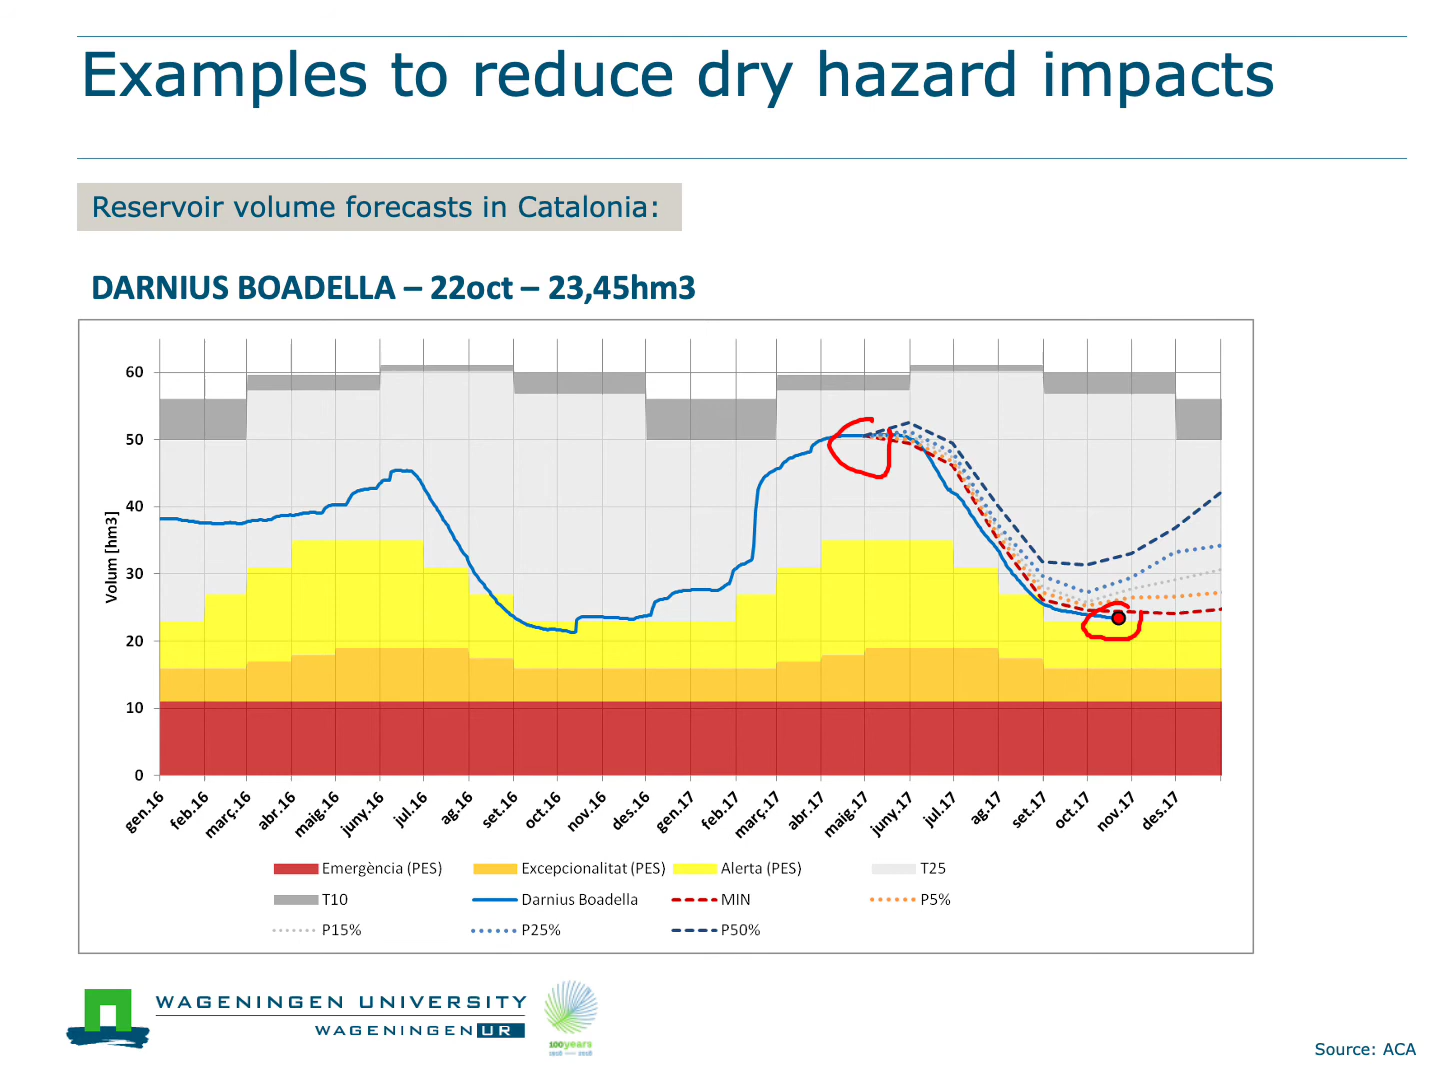 Examples to reduce dry hazard impacts
Reservoir volume forecasts in Catalonia:
DARNIUS BOADELLA – 22oct – 23,45hm3
Volum [hm3]
60
50
40
30
20
10
0
gen.16 feb.16 març.16 abr.16 maig.16 juny.16 jul.16 ag.16 set.16 oct.16 nov.16 des.16 gen.17 feb.17 març.17 abr.17 maig.17 juny.17 jul.17 ag.17 set.17 oct.17 nov.17 des.17
Emergència (PES) Excepcionalitat (PES) Alerta (PES) T25
T10 Darnius Boadella MIN P5%
P15% P25% P50%
WAGENINGEN UNIVERSITY
WAGENINGEN UR
100years
1918 — 2018
Source: ACA